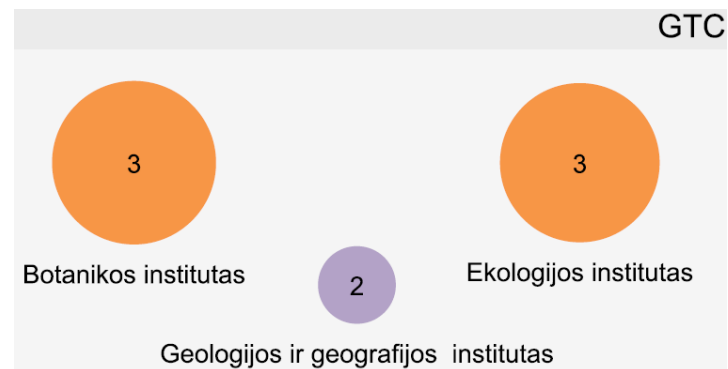 GTC
3
3
Botanikos institutas
Ekologijos institutas
2
Geologijos ir geografijos institutas